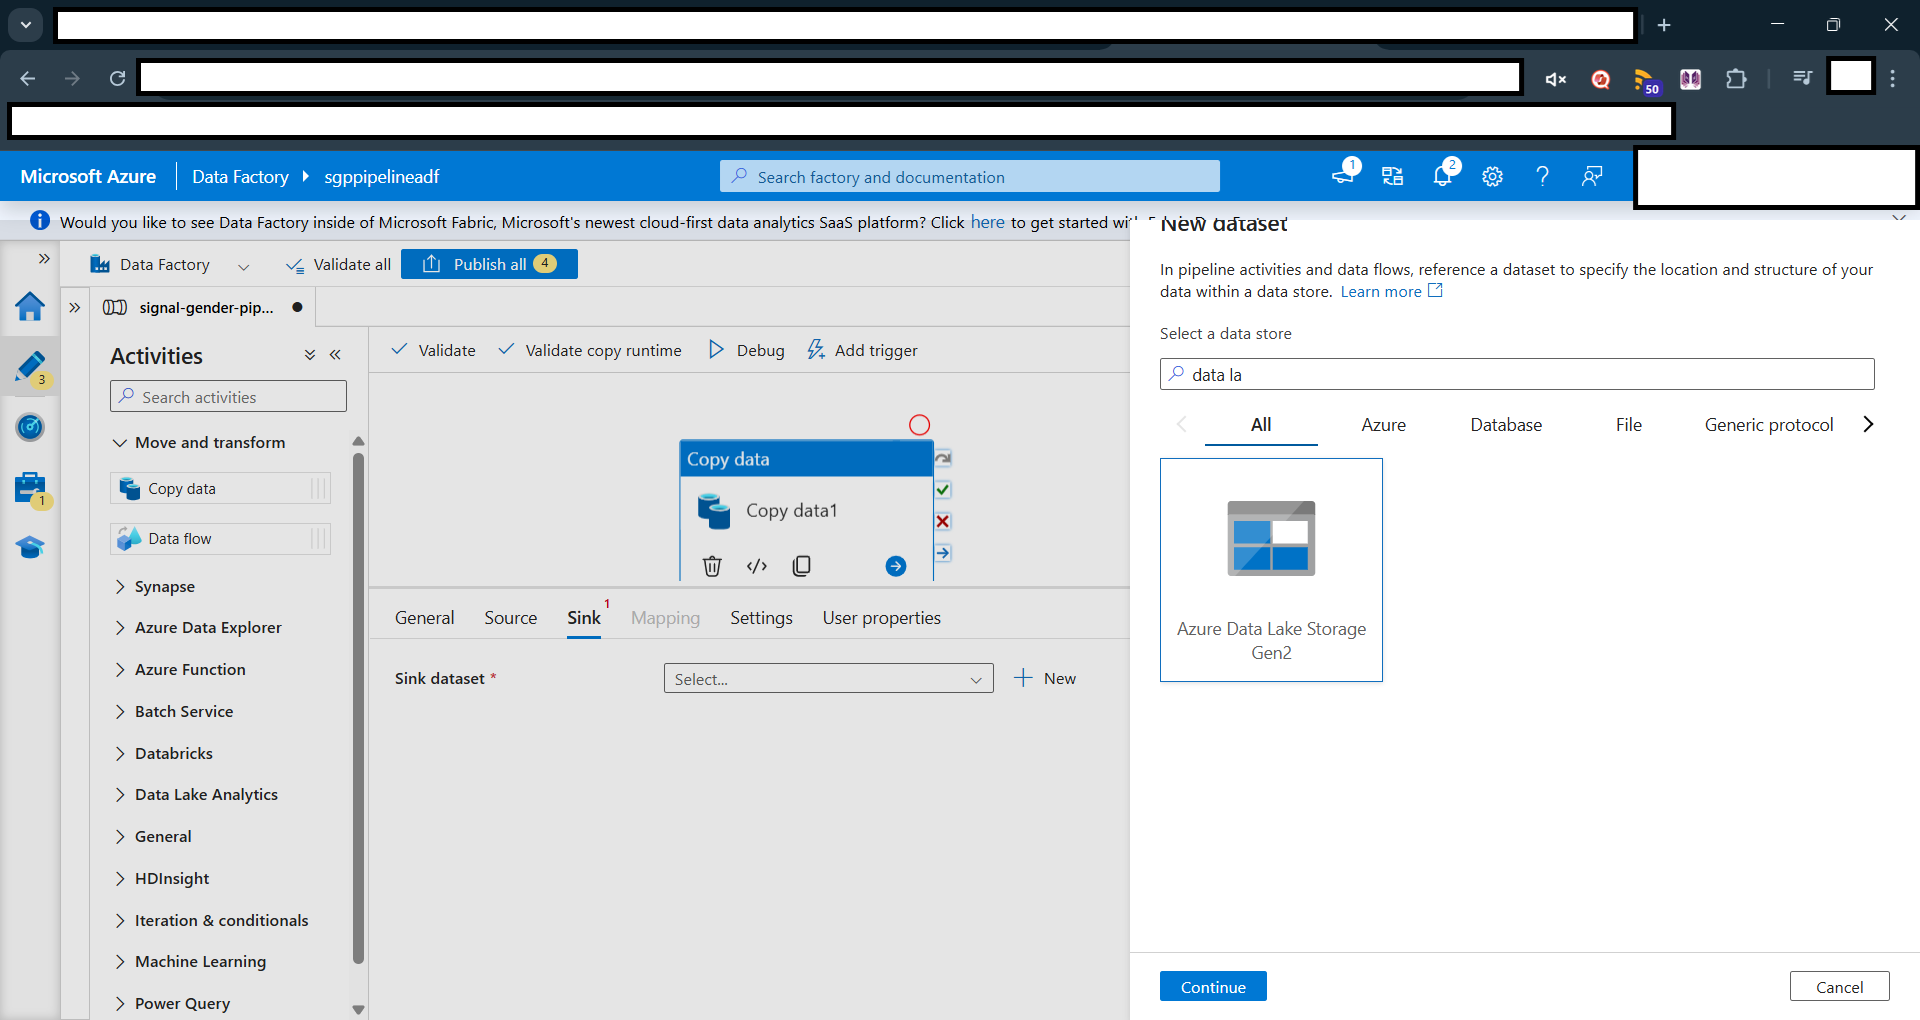 50
Microsoft Azure
Data Factory
sgppipelineadf
Search factory and documentation
1
2
Would you like to see Data Factory inside of Microsoft Fabric, Microsoft's newest cloud-first data analytics SaaS platform? Click here to get started with
Data Factory
Validate all
Publish all
4
3
1
signal-gender-pip...
Activities
Search activities
Move and transform
Copy data
Data flow
Synapse
Azure Data Explorer
Azure Function
Batch Service
Databricks
Data Lake Analytics
General
HDInsight
Iteration & conditionals
Machine Learning
Power Query
Validate
Validate copy runtime
Debug
Add trigger
Copy data
Copy data1
General
Source
Sink
1
Mapping
Settings
User properties
Sink dataset *
Select...
New
New dataset
In pipeline activities and data flows, reference a dataset to specify the location and structure of your
data within a data store. Learn more
Select a data store
data la
All
Azure
Database
File
Generic protocol
Azure Data Lake Storage
Gen2
Continue
Cancel